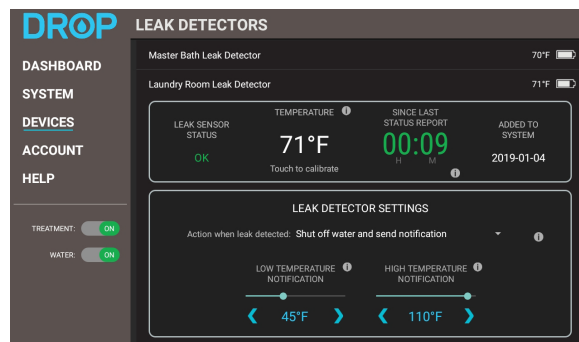 DROP
LEAK DETECTORS
DASHBOARD
SYSTEM
DEVICES
ACCOUNT
HELP
TREATMENT: ON
WATER: ON
Master Bath Leak Detector 70°F
Laundry Room Leak Detector 71°F
LEAK SENSOR
STATUS
OK
TEMPERATURE i
71°F
Touch to calibrate
SINCE LAST
STATUS REPORT
00:09
H M
i
ADDED TO
SYSTEM
2019-01-04
LEAK DETECTOR SETTINGS
Action when leak detected: Shut off water and send notification i
LOW TEMPERATURE i
NOTIFICATION
45°F
HIGH TEMPERATURE i
NOTIFICATION
110°F